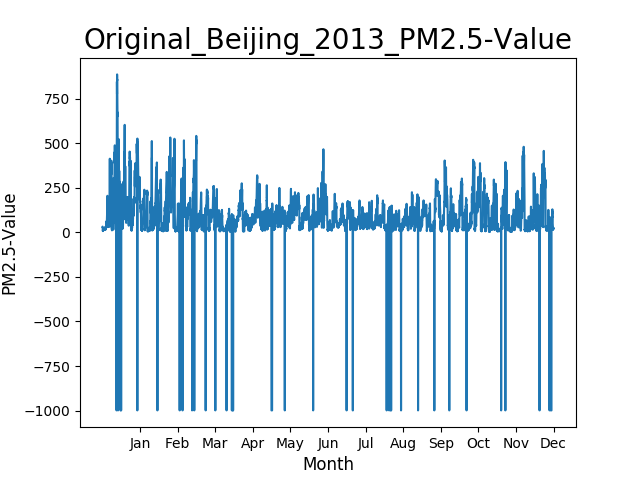 Original_Beijing_2013_PM2.5-Value
750
500
250
0
−250
−500
−750
−1000
PM2.5-Value
Jan Feb Mar Apr May Jun Jul Aug Sep Oct Nov Dec
Month